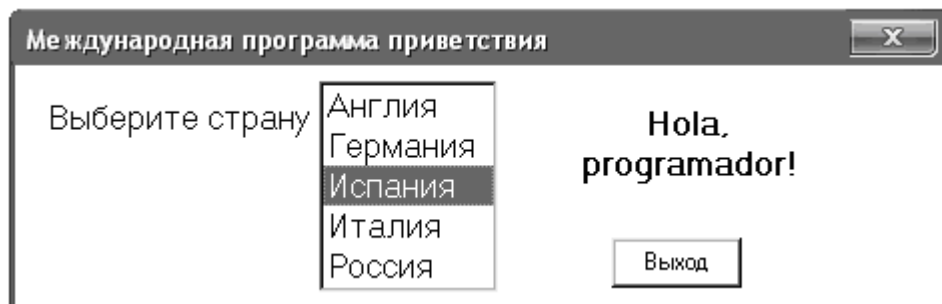 Международная программа приветствия
Выберите страну
Англия
Германия
Испания
Италия
Россия
Hola,
programador!
Выход